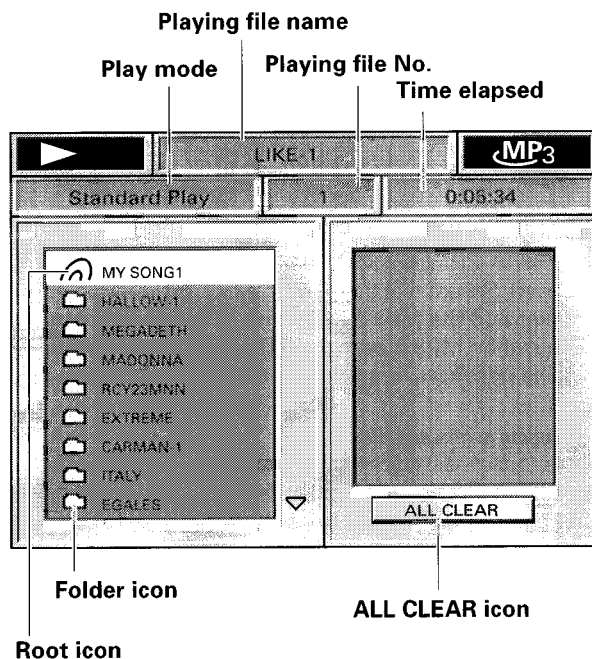 Playing file name
Play mode
Playing file No.
Time elapsed
LIKE-1
MP3
Standard Play
1
0:05:34
MY SONG1
HALLOW-1
MEGADETH
MADONNA
RCY23MNN
EXTREME
CARMAN-1
ITALY
EGALES
ALL CLEAR
Folder icon
ALL CLEAR icon
Root icon